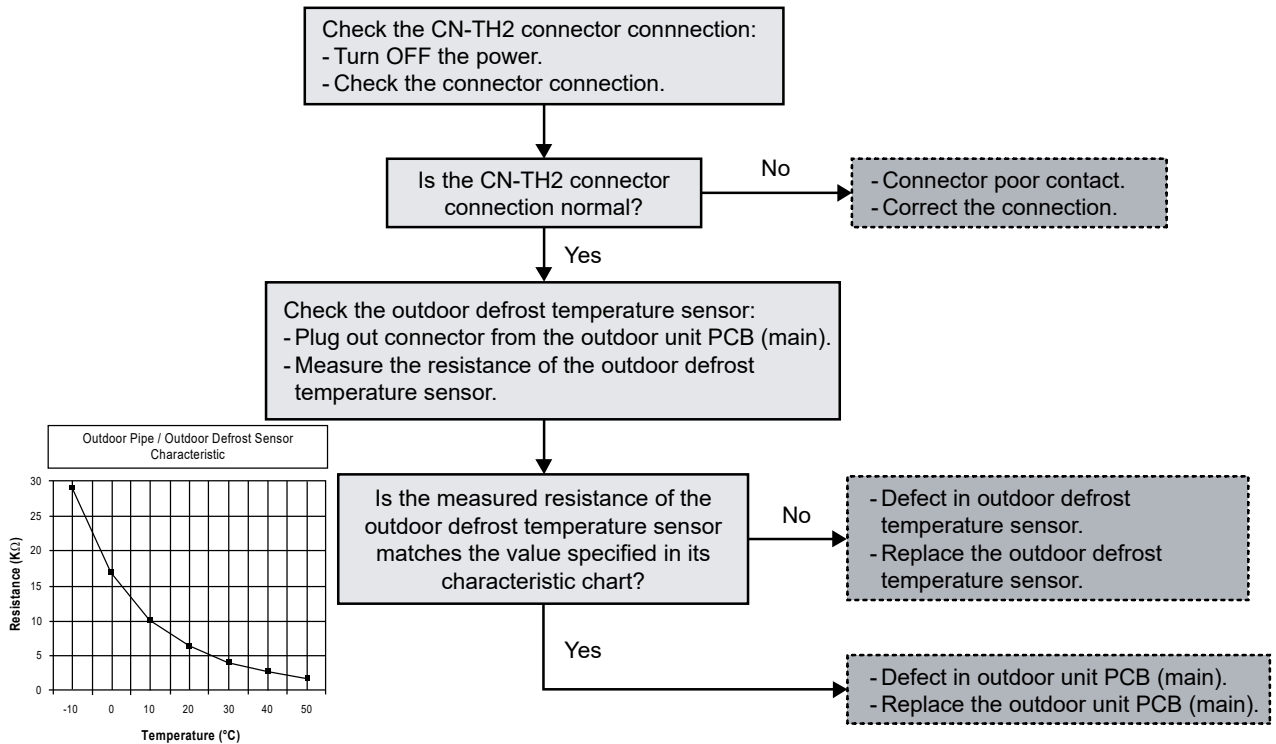 Check the CN-TH2 connector connnection:
- Turn OFF the power.
- Check the connector connection.
Is the CN-TH2 connector
connection normal?
No
- Connector poor contact.
- Correct the connection.
Yes
Check the outdoor defrost temperature sensor:
- Plug out connector from the outdoor unit PCB (main).
- Measure the resistance of the outdoor defrost
temperature sensor.
Outdoor Pipe / Outdoor Defrost Sensor
Characteristic
Resistance (KΩ)
30
25
20
15
10
5
0
-10 0 10 20 30 40 50
Temperature (°C)
Is the measured resistance of the
outdoor defrost temperature sensor
matches the value specified in its
characteristic chart?
No
- Defect in outdoor defrost
temperature sensor.
- Replace the outdoor defrost
temperature sensor.
Yes
- Defect in outdoor unit PCB (main).
- Replace the outdoor unit PCB (main).